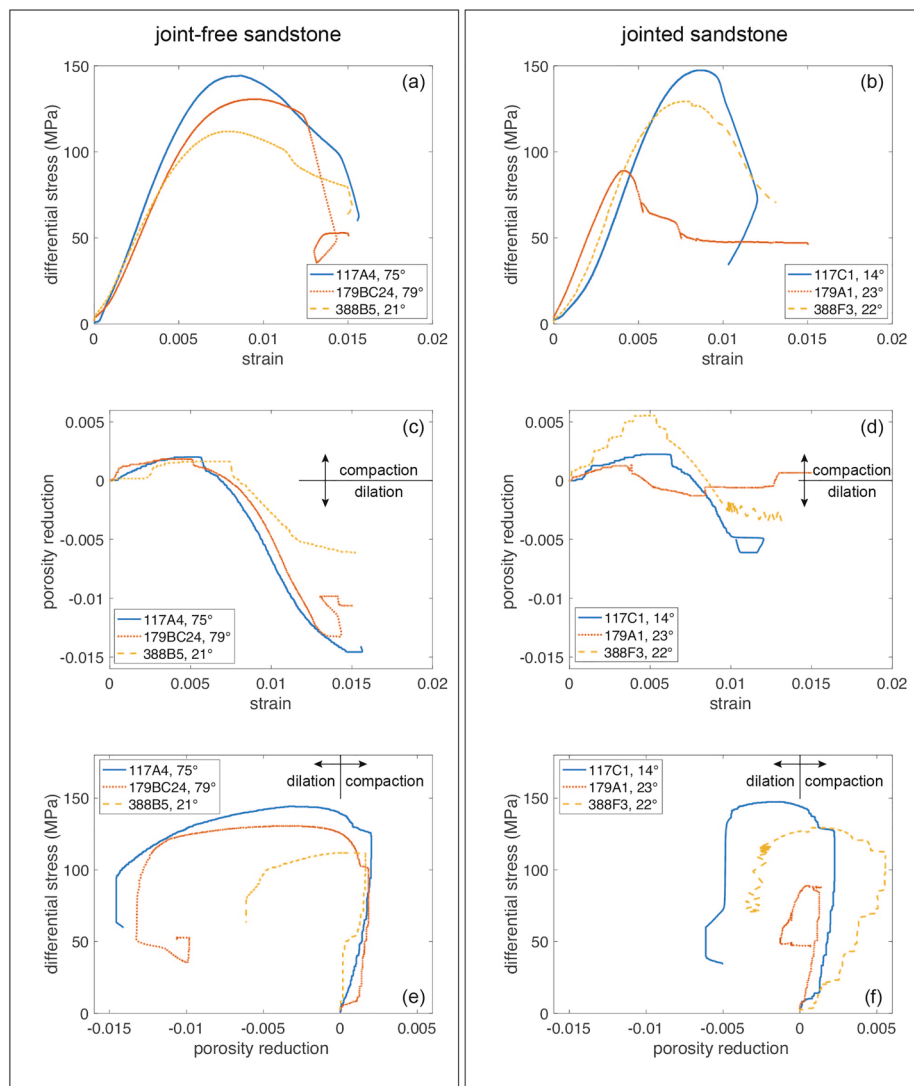 joint-free sandstone
jointed sandstone
(a)
150
100
50
0
differential stress (MPa)
0
0.005
0.01
0.015
0.02
strain
117A4, 75°
179BC24, 79°
388B5, 21°
(b)
150
100
50
0
differential stress (MPa)
0
0.005
0.01
0.015
0.02
strain
117C1, 14°
179A1, 23°
388F3, 22°
(c)
0.005
0
-0.005
-0.01
-0.015
porosity reduction
compaction
dilation
117A4, 75°
179BC24, 79°
388B5, 21°
0
0.005
0.01
0.015
0.02
strain
(d)
0.005
0
-0.005
-0.01
-0.015
porosity reduction
compaction
dilation
117C1, 14°
179A1, 23°
388F3, 22°
0
0.005
0.01
0.015
0.02
strain
117A4, 75°
179BC24, 79°
388B5, 21°
dilation
compaction
150
100
50
0
differential stress (MPa)
(e)
-0.015
-0.01
-0.005
0
0.005
porosity reduction
117C1, 14°
179A1, 23°
388F3, 22°
dilation
compaction
150
100
50
0
differential stress (MPa)
(f)
-0.015
-0.01
-0.005
0
0.005
porosity reduction